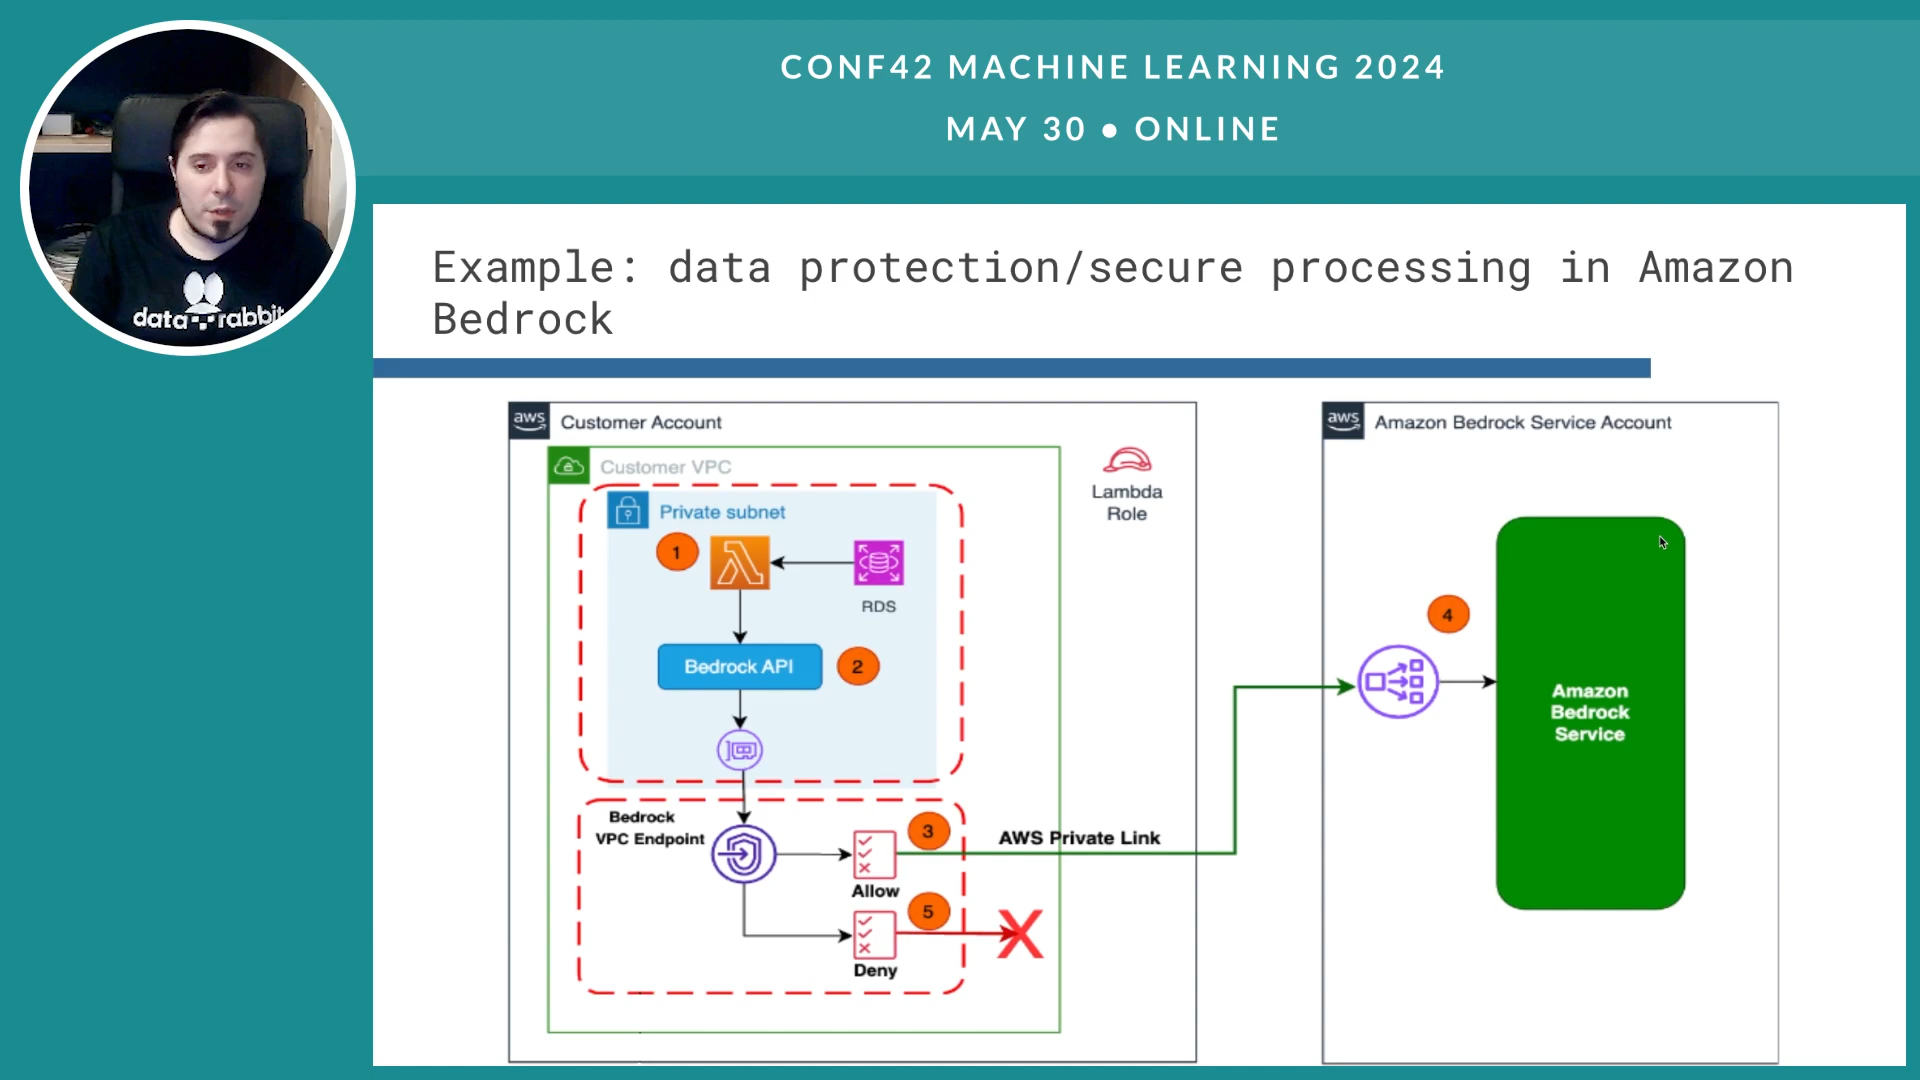 CONF42 MACHINE LEARNING 2024
MAY 30 • ONLINE
data rabbit
Example: data protection/secure processing in Amazon
Bedrock
aws
Customer Account
Customer VPC
Private subnet
1
RDS
Lambda
Role
Bedrock API
2
Bedrock
VPC Endpoint
3
Allow
AWS Private Link
5
X
Deny
aws
Amazon Bedrock Service Account
4
Amazon
Bedrock
Service